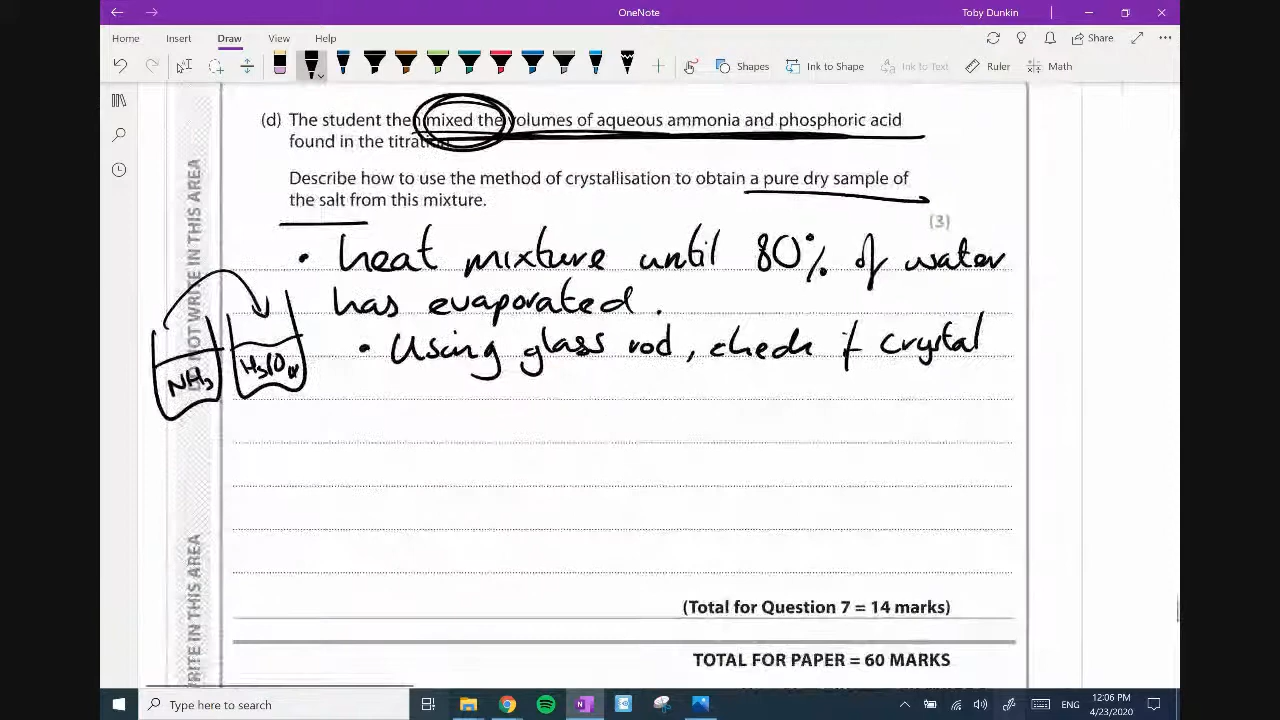 OneNote
Toby Dunkin
Home Insert Draw View Help
Share
Shapes Ink to Shape Ink to Text Ruler Math
(d) The student then mixed the volumes of aqueous ammonia and phosphoric acid
found in the titration.
Describe how to use the method of crystallisation to obtain a pure dry sample of
the salt from this mixture.
(3)
• heat mixture until 80% of water
has evaporated.
• Using glass rod, check if crystal
NH3
H3PO4
NOT WRITE IN THIS AREA
RITE IN THIS AREA
(Total for Question 7 = 14 marks)
TOTAL FOR PAPER = 60 MARKS
Type here to search
ENG
12:06 PM
4/23/2020